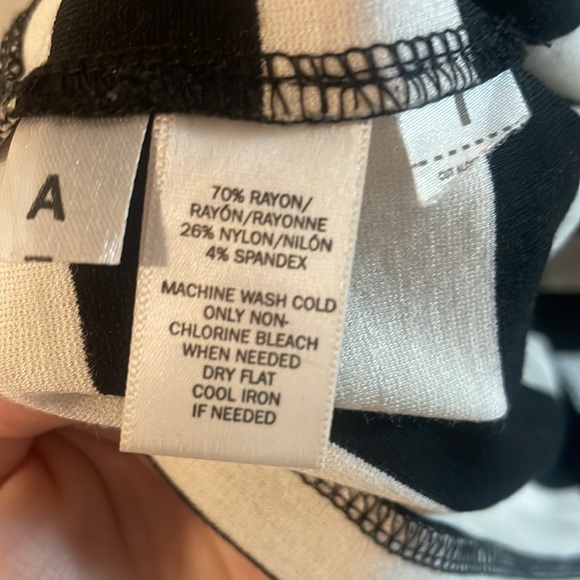 A
70% RAYON/
RAYÓN/RAYONNE
26% NYLON/NILÓN
4% SPANDEX
MACHINE WASH COLD
ONLY NON-
CHLORINE BLEACH
WHEN NEEDED
DRY FLAT
COOL IRON
IF NEEDED
CUT